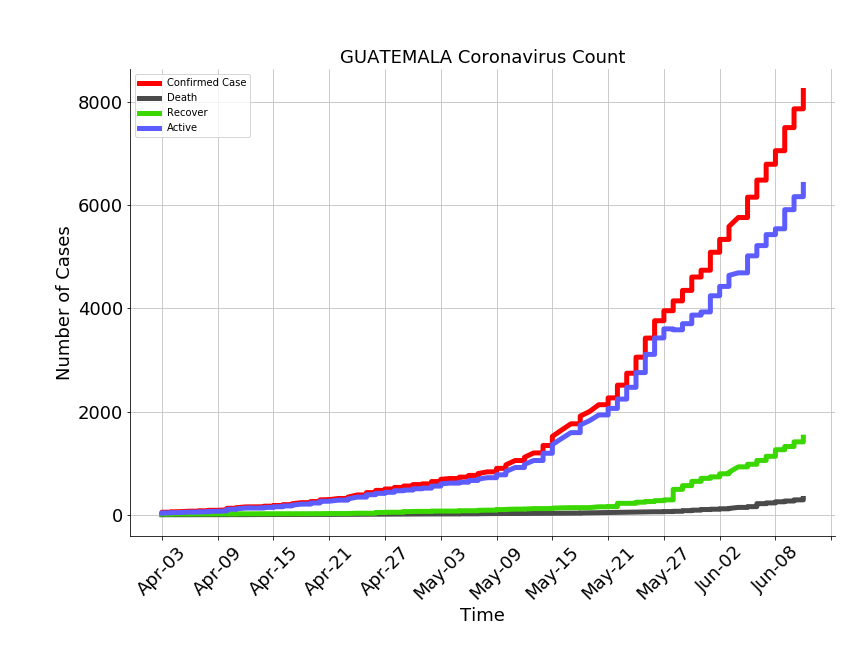 GUATEMALA Coronavirus Count
Confirmed Case
Death
Recover
Active
8000
6000
4000
2000
0
Number of Cases
Apr-03
Apr-09
Apr-15
Apr-21
Apr-27
May-03
May-09
May-15
May-21
May-27
Jun-02
Jun-08
Time